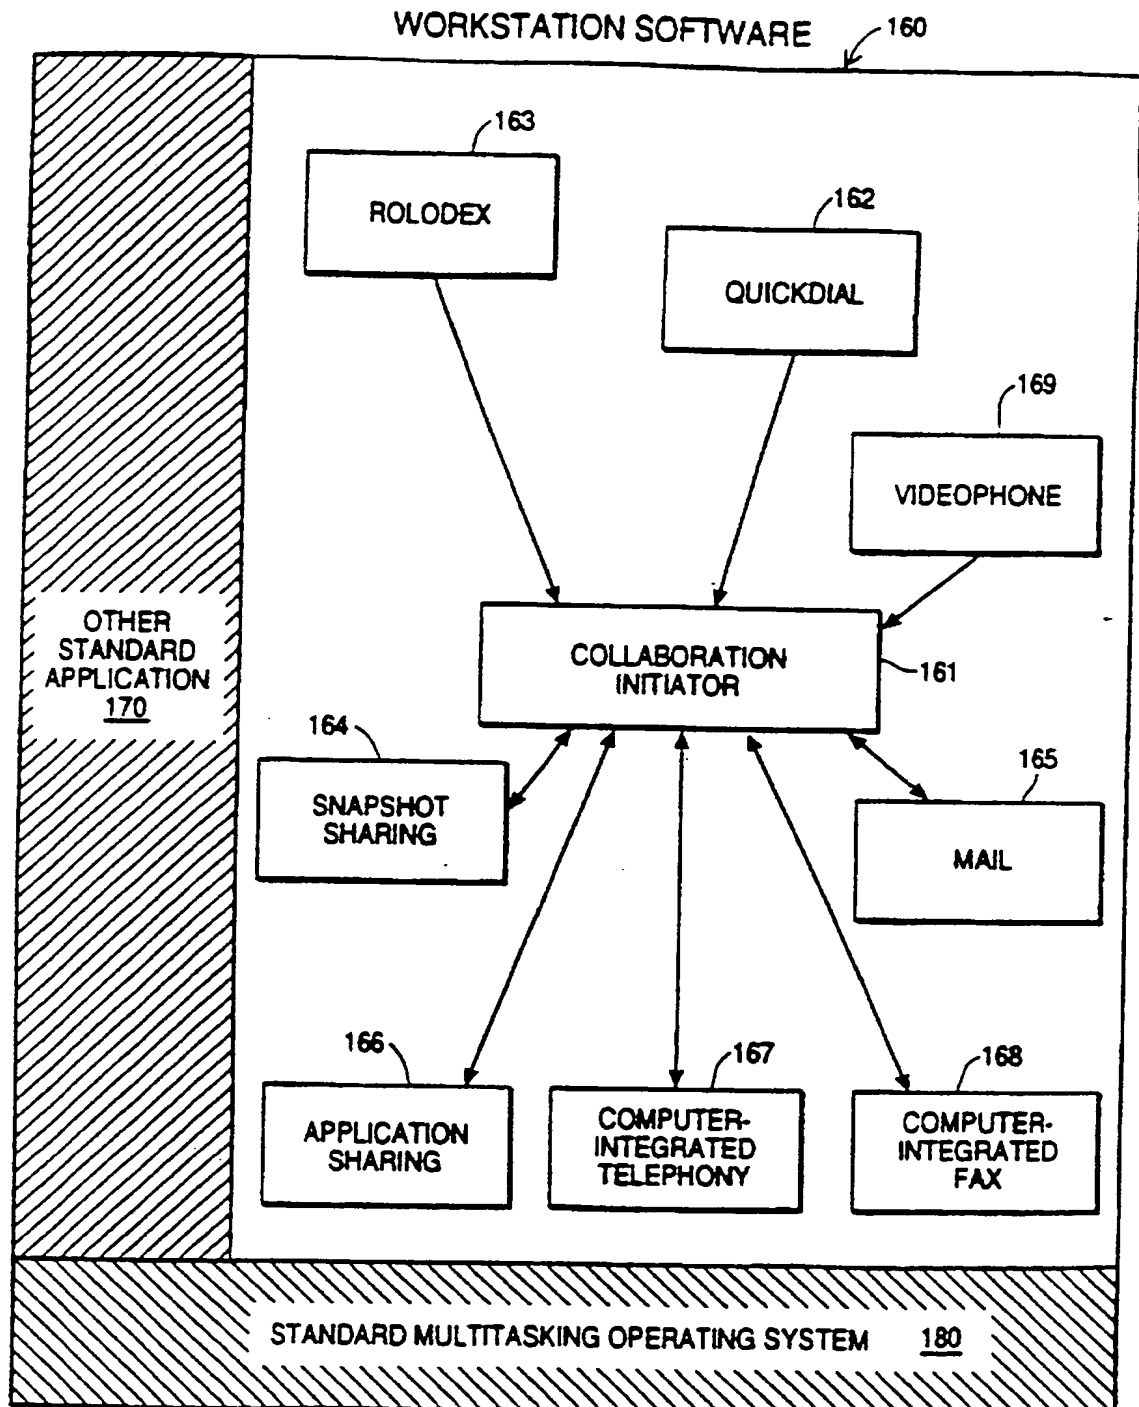 WORKSTATION SOFTWARE
160
163
ROLODEX
162
QUICKDIAL
169
VIDEOPHONE
OTHER
STANDARD
APPLICATION
170
COLLABORATION
INITIATOR
161
164
SNAPSHOT
SHARING
165
MAIL
166
APPLICATION
SHARING
167
COMPUTER-
INTEGRATED
TELEPHONY
168
COMPUTER-
INTEGRATED
FAX
STANDARD MULTITASKING OPERATING SYSTEM 180